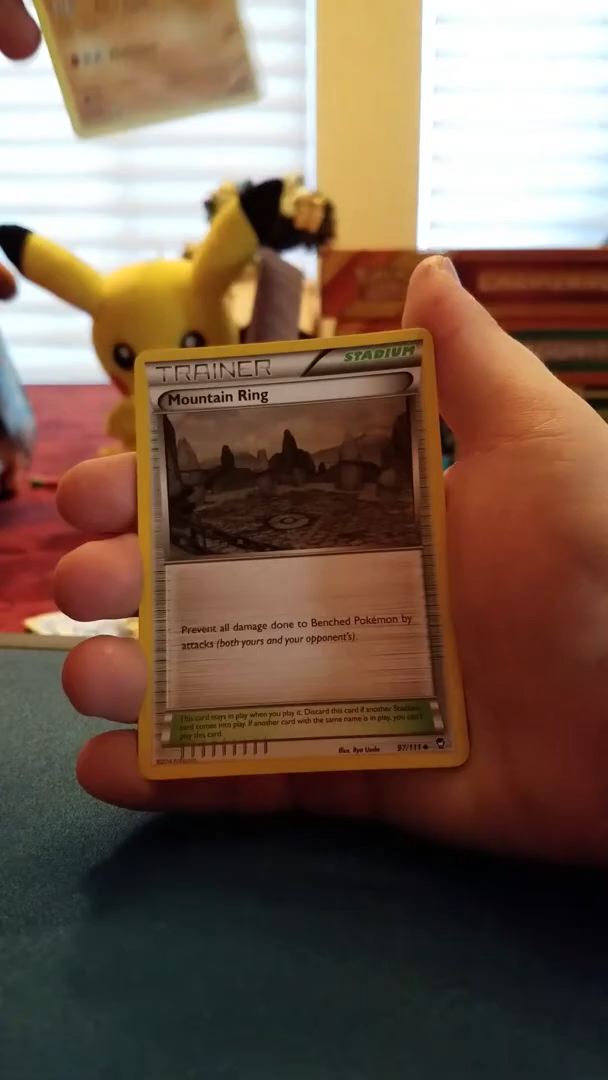 TRAINER
STADIUM
Mountain Ring
Prevent all damage done to Benched Pokémon by
attacks (both yours and your opponent's).
This card stays in play when you play it. Discard this card if another Stadium
card comes into play. If another card with the same name is in play, you can't
play this card.
Illus. Ryo Ueda
97/111